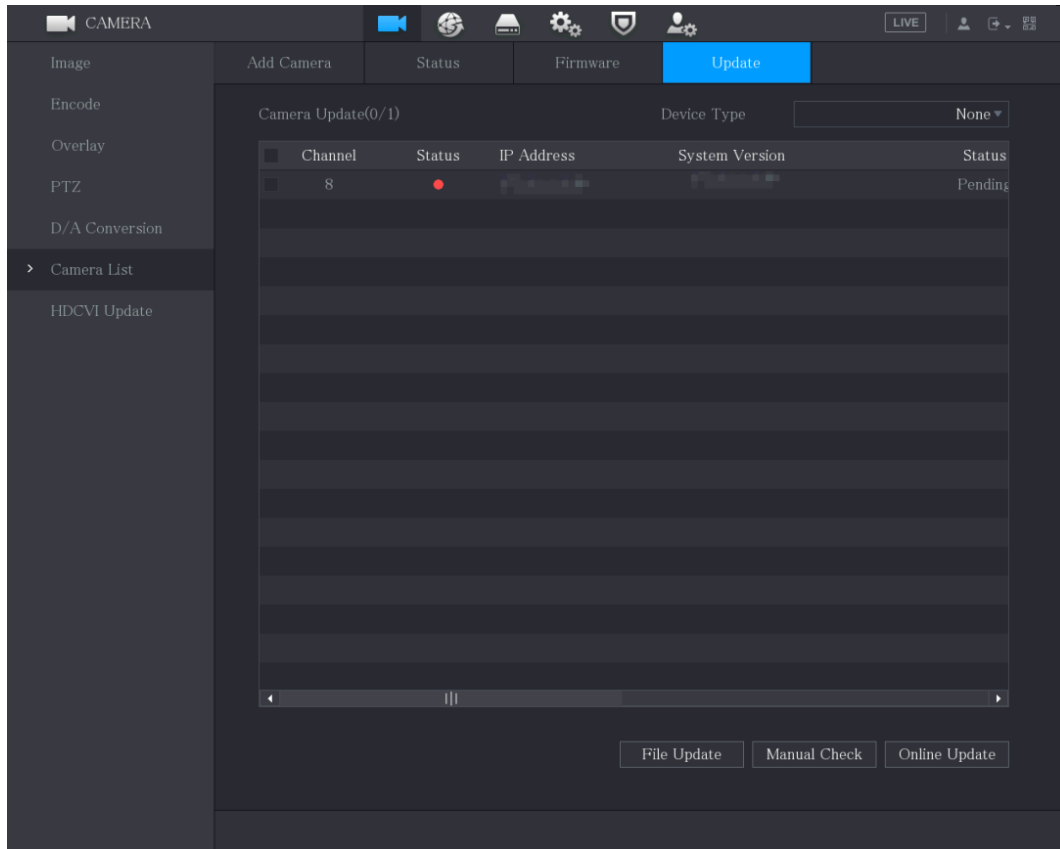 CAMERA LIVE
Image
Encode
Overlay
PTZ
D/A Conversion
Camera List
HDCVI Update
Add Camera Status Firmware Update
Camera Update(0/1) Device Type None
Channel Status IP Address System Version Status
8 Pending
File Update Manual Check Online Update